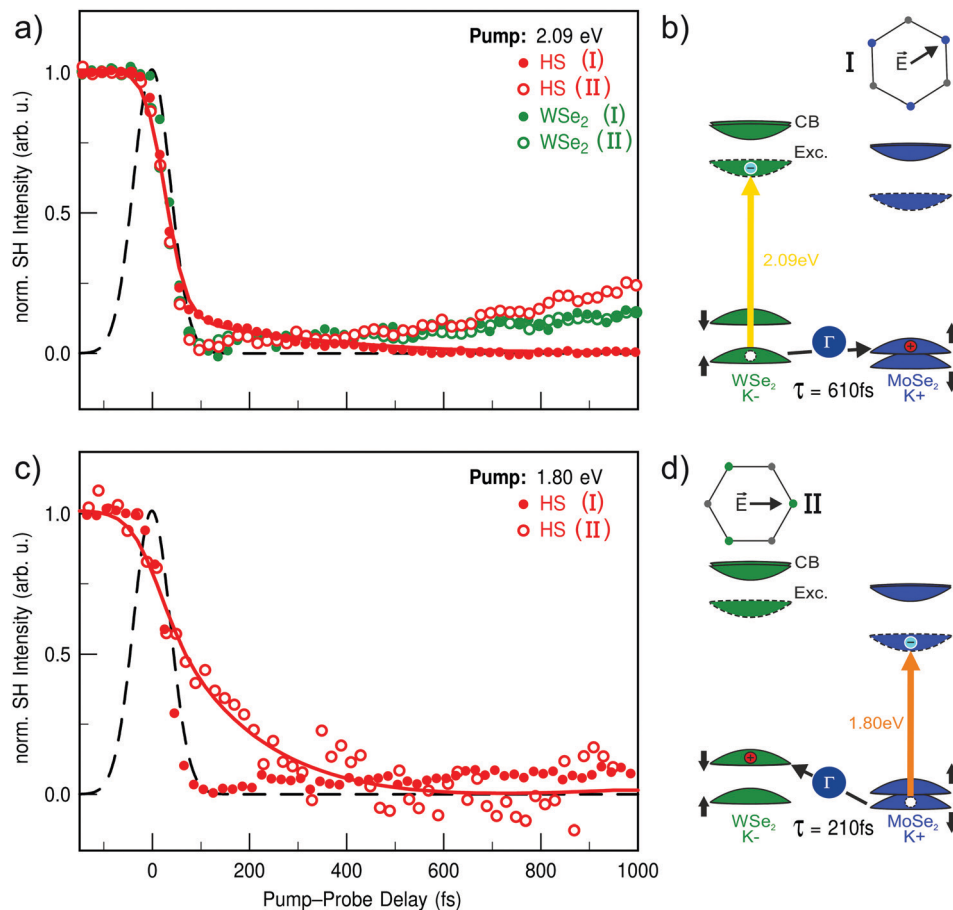 a)
norm. SH Intensity (arb. u.)
1.0
0.5
0.0
Pump: 2.09 eV
HS (I)
HS (II)
WSe₂ (I)
WSe₂ (II)
b)
I
E⃗
CB
Exc.
2.09eV
Γ
WSe₂
K-
τ = 610fs
MoSe₂
K+
c)
norm. SH Intensity (arb. u.)
1.0
0.5
0.0
Pump: 1.80 eV
HS (I)
HS (II)
0 200 400 600 800 1000
Pump–Probe Delay (fs)
d)
E⃗
II
CB
Exc.
1.80eV
Γ
WSe₂
K-
τ = 210fs
MoSe₂
K+